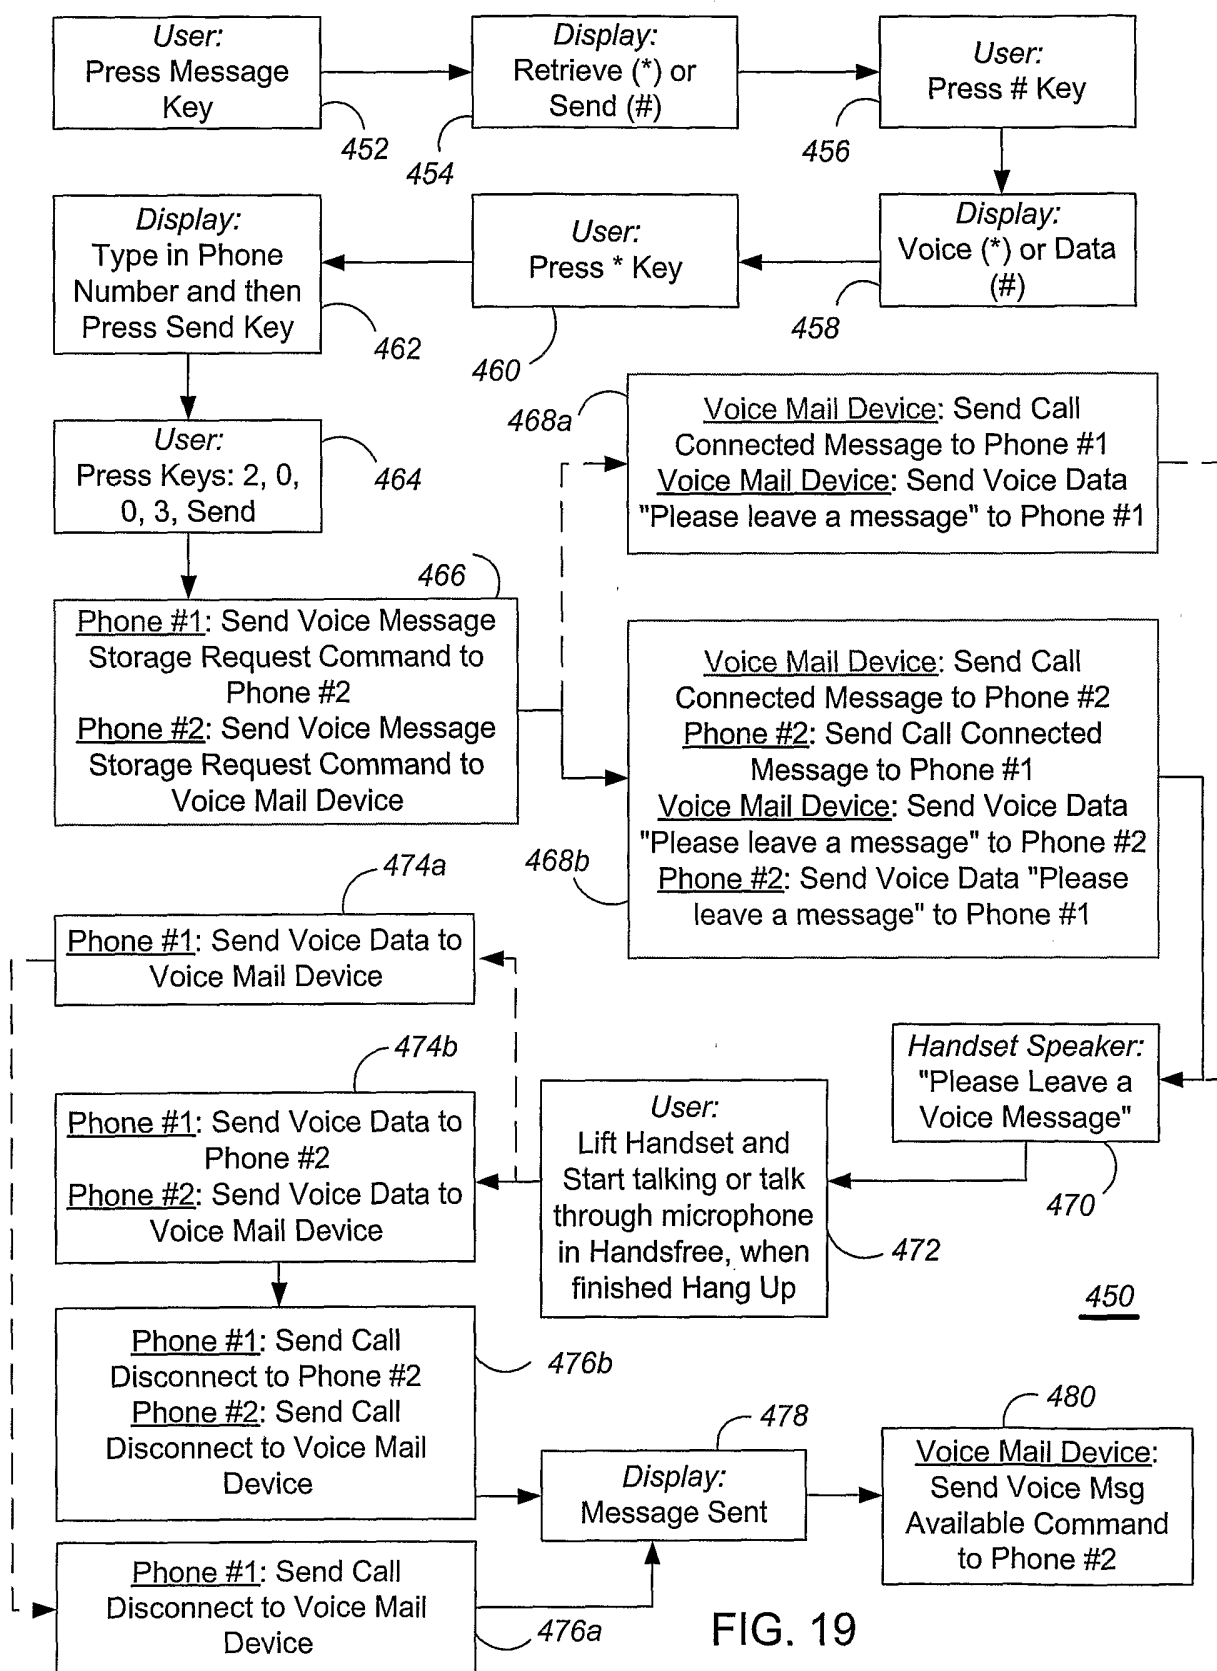 User:
Press Message
Key
452
Display:
Retrieve (*) or
Send (#)
454
User:
Press # Key
456
Display:
Voice (*) or Data
(#)
458
User:
Press * Key
460
Display:
Type in Phone
Number and then
Press Send Key
462
User:
Press Keys: 2, 0,
0, 3, Send
464
Phone #1: Send Voice Message
Storage Request Command to
Phone #2
Phone #2: Send Voice Message
Storage Request Command to
Voice Mail Device
466
468a
Voice Mail Device: Send Call
Connected Message to Phone #1
Voice Mail Device: Send Voice Data
"Please leave a message" to Phone #1
Voice Mail Device: Send Call
Connected Message to Phone #2
Phone #2: Send Call Connected
Message to Phone #1
Voice Mail Device: Send Voice Data
"Please leave a message" to Phone #2
Phone #2: Send Voice Data "Please
leave a message" to Phone #1
468b
Handset Speaker:
"Please Leave a
Voice Message"
470
User:
Lift Handset and
Start talking or talk
through microphone
in Handsfree, when
finished Hang Up
472
474a
Phone #1: Send Voice Data to
Voice Mail Device
474b
Phone #1: Send Voice Data to
Phone #2
Phone #2: Send Voice Data to
Voice Mail Device
Phone #1: Send Call
Disconnect to Phone #2
Phone #2: Send Call
Disconnect to Voice Mail
Device
476b
Phone #1: Send Call
Disconnect to Voice Mail
Device
476a
478
Display:
Message Sent
480
Voice Mail Device:
Send Voice Msg
Available Command
to Phone #2
450
FIG. 19